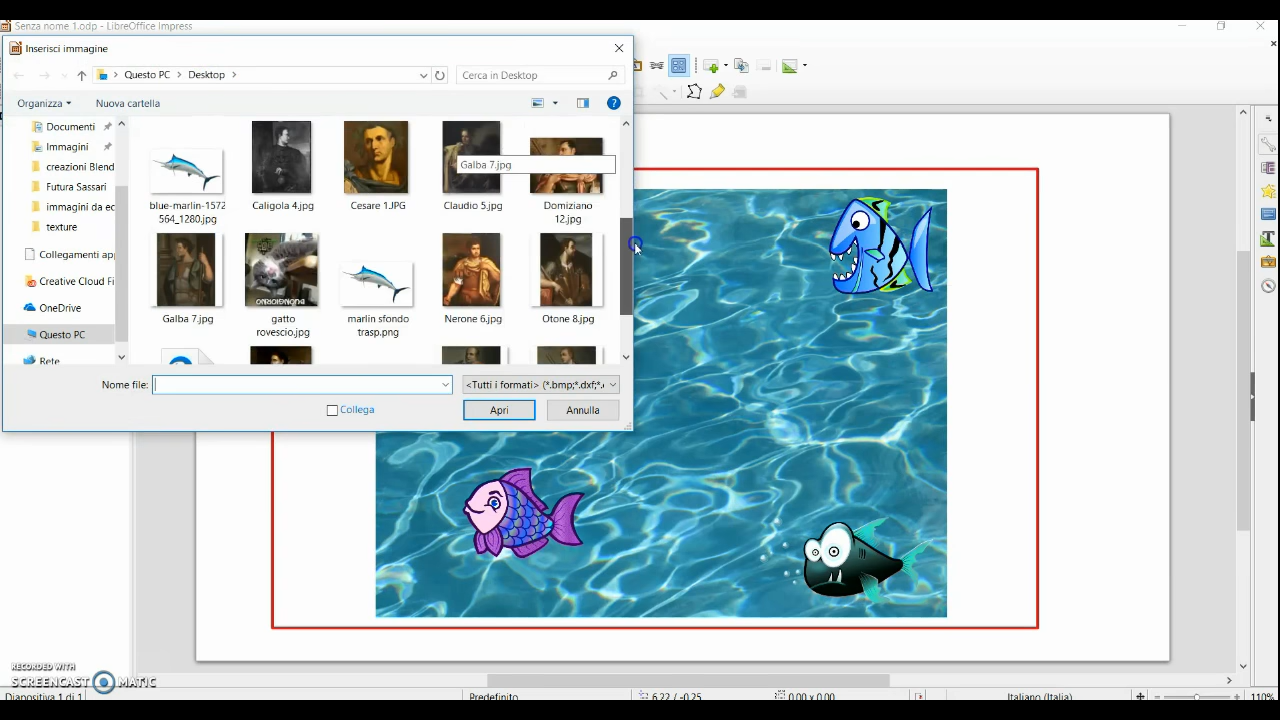 Senza nome 1.odp - LibreOffice Impress
Inserisci immagine
Questo PC > Desktop >
Cerca in Desktop
Organizza
Nuova cartella
Documenti
Immagini
creazioni Blend
Futura Sassari
immagini da ec
texture
Collegamenti app
Creative Cloud Fi
OneDrive
Questo PC
Rete
blue-marlin-1572
564_1280.jpg
Caligola 4.jpg
Cesare 1.JPG
Claudio 5.jpg
Domiziano
12.jpg
Galba 7.jpg
Galba 7.jpg
gatto
rovescio.jpg
marlin sfondo
trasp.png
Nerone 6.jpg
Otone 8.jpg
Nome file:
<Tutti i formati> (*.bmp;*.dxf;*.
Collega
Apri
Annulla
RECORDED WITH
SCREENCAST MATIC
Diapositiva 1 di 1
Predefinito
6.22 / -0.25
0.00 x 0.00
Italiano (Italia)
110%